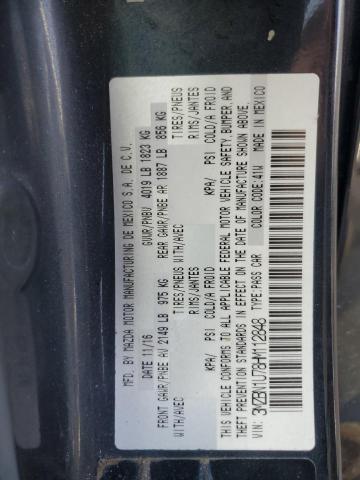 MFD. BY MAZDA MOTOR MANUFACTURING DE MEXICO S.A. DE C.V.
DATE 11/16 GVWR/PNBV 4019 LB 1823 KG
FRONT GAWR/PNBE AV 2149 LB 975 KG REAR GAWR/PNBE AR 1887 LB 856 KG
TIRES/PNEUS WITH/AVEC TIRES/PNEUS
WITH/AVEC RIMS/JANTES RIMS/JANTES
KPA/ PSI COLD/A FROID KPA/ PSI COLD/A FROID
THIS VEHICLE CONFORMS TO ALL APPLICABLE FEDERAL MOTOR VEHICLE SAFETY, BUMPER, AND
THEFT PREVENTION STANDARDS IN EFFECT ON THE DATE OF MANUFACTURE SHOWN ABOVE.
VIN: TYPE:PASS CAR COLOR CODE:41W MADE IN MEXICO